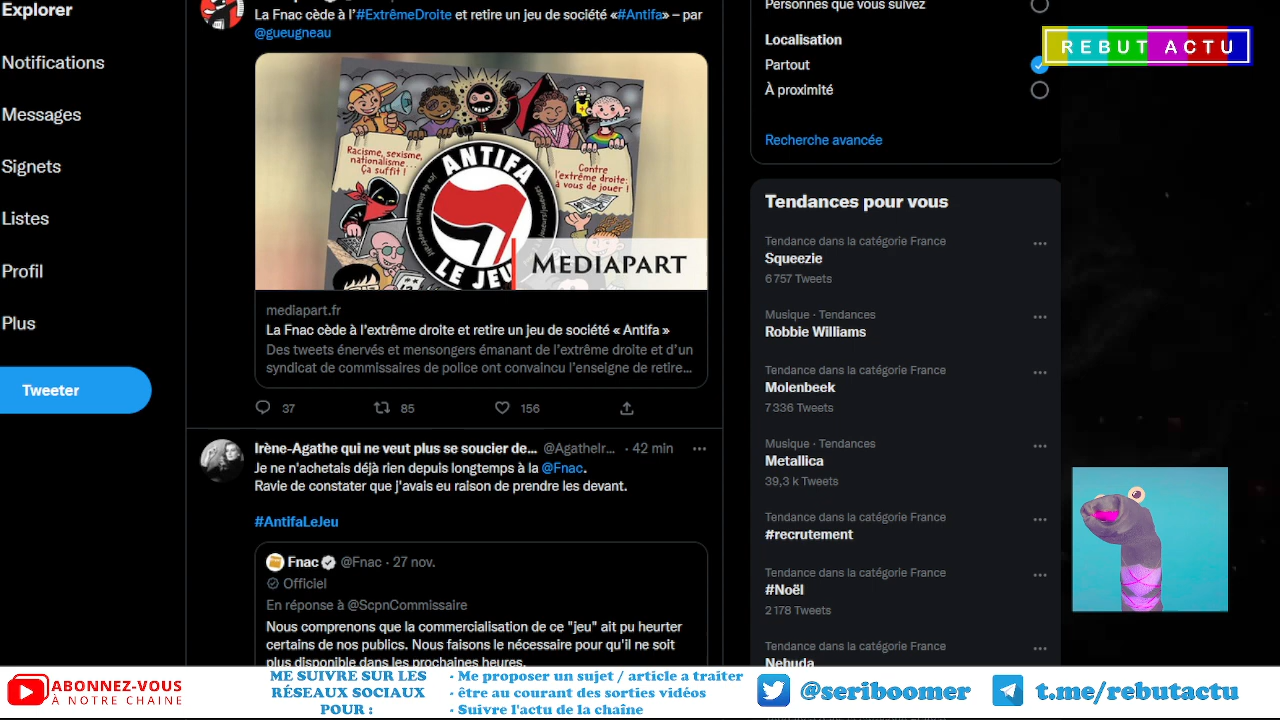 Explorer
Notifications
Messages
Signets
Listes
Profil
Plus
Tweeter
La Fnac cède à l'#ExtrêmeDroite et retire un jeu de société «#Antifa» – par
@gueugneau
Racisme, sexisme,
nationalisme...
Ça suffit !
Contre
l'extrême droite:
à vous de jouer !
ANTIFA
LE JEU
MEDIAPART
mediapart.fr
La Fnac cède à l'extrême droite et retire un jeu de société « Antifa »
Des tweets énervés et mensongers émanant de l'extrême droite et d'un
syndicat de commissaires de police ont convaincu l'enseigne de retire...
37
85
156
Irène-Agathe qui ne veut plus se soucier de... @AgatheIr... · 42 min
Je ne n'achetais déjà rien depuis longtemps à la @Fnac.
Ravie de constater que j'avais eu raison de prendre les devant.
#AntifaLeJeu
Fnac @Fnac · 27 nov.
Officiel
En réponse à @ScpnCommissaire
Nous comprenons que la commercialisation de ce "jeu" ait pu heurter
certains de nos publics. Nous faisons le nécessaire pour qu'il ne soit
plus disponible dans les prochaines heures.
Personnes que vous suivez
Localisation
Partout
À proximité
Recherche avancée
Tendances pour vous
Tendance dans la catégorie France
Squeezie
6 757 Tweets
Musique · Tendances
Robbie Williams
Tendance dans la catégorie France
Molenbeek
7 336 Tweets
Musique · Tendances
Metallica
39,3 k Tweets
Tendance dans la catégorie France
#recrutement
Tendance dans la catégorie France
#Noël
2 178 Tweets
Tendance dans la catégorie France
Nehuda
REBUT ACTU
ABONNEZ-VOUS
À NOTRE CHAINE
ME SUIVRE SUR LES
RÉSEAUX SOCIAUX
POUR :
- Me proposer un sujet / article a traiter
- être au courant des sorties vidéos
- Suivre l'actu de la chaîne
@seriboomer
t.me/rebutactu